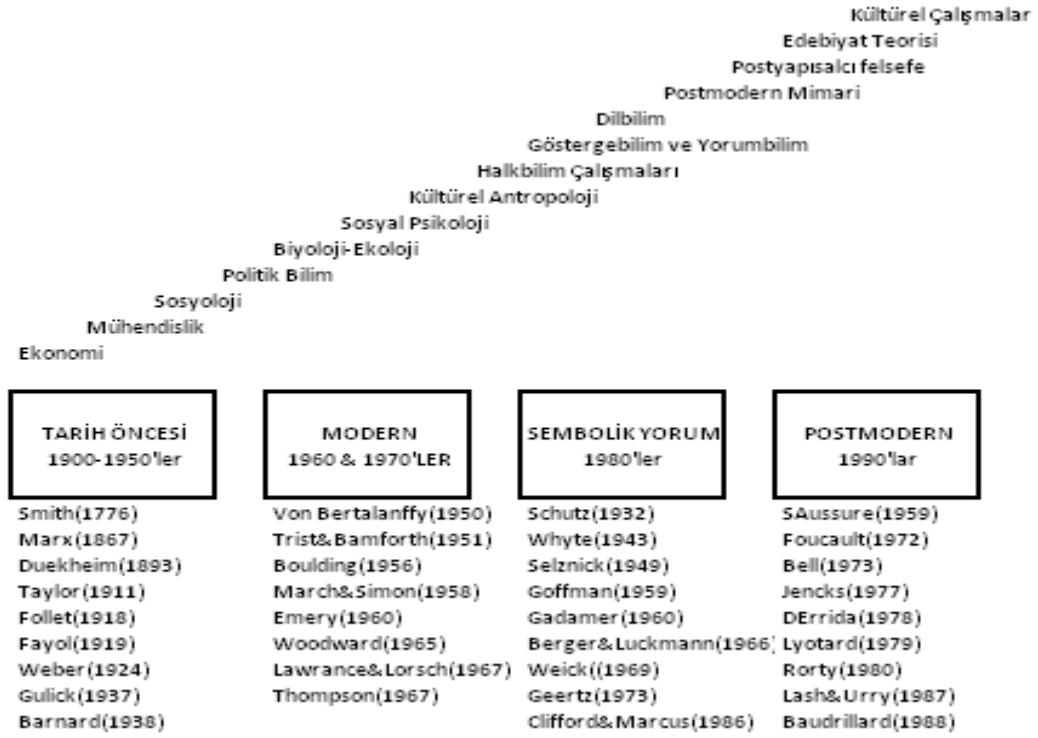 Kültürel Çalışmalar
Edebiyat Teorisi
Postyapısalcı felsefe
Postmodern Mimari
Dilbilim
Göstergebilim ve Yorumbilim
Halkbilim Çalışmaları
Kültürel Antropoloji
Sosyal Psikoloji
Biyoloji-Ekoloji
Politik Bilim
Sosyoloji
Mühendislik
Ekonomi
TARİH ÖNCESİ
1900-1950'ler
MODERN
1960 & 1970'LER
SEMBOLİK YORUM
1980'ler
POSTMODERN
1990'lar
Smith(1776)
Marx(1867)
Duekheim(1893)
Taylor(1911)
Follet(1918)
Fayol(1919)
Weber(1924)
Gulick(1937)
Barnard(1938)
Von Bertalanffy(1950)
Trist&Bamforth(1951)
Boulding(1956)
March&Simon(1958)
Emery(1960)
Woodward(1965)
Lawrance&Lorsch(1967)
Thompson(1967)
Schutz(1932)
Whyte(1943)
Selznick(1949)
Goffman(1959)
Gadamer(1960)
Berger&Luckmann(1966)
Weick((1969)
Geertz(1973)
Clifford&Marcus(1986)
SAussure(1959)
Foucault(1972)
Bell(1973)
Jencks(1977)
DErrida(1978)
Lyotard(1979)
Rorty(1980)
Lash&Urry(1987)
Baudrillard(1988)